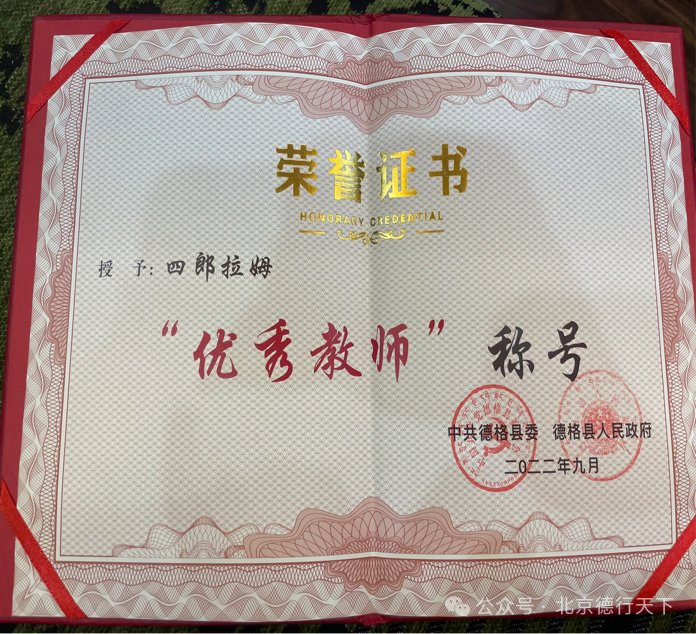 荣誉证书
HONORARY CREDENTIAL
授 予：四郎拉姆
“优秀教师”称号
中共德格县委 德格县人民政府
二〇二二年九月
公众号·北京德行天下